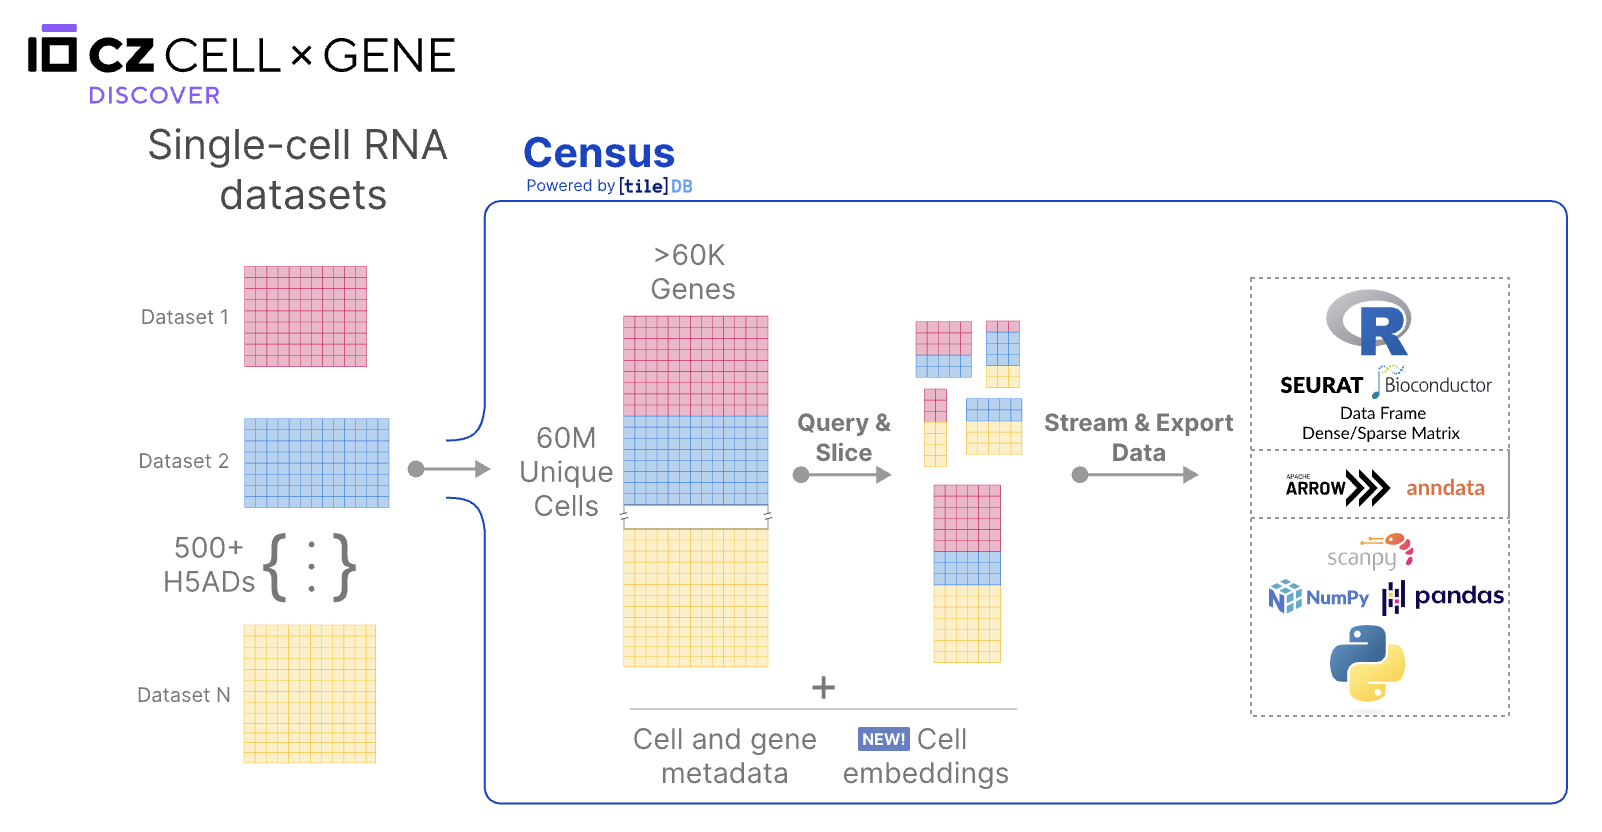 CZ CELL × GENE
DISCOVER
Single-cell RNA
datasets
Census
Powered by [tile]DB
Dataset 1
Dataset 2
500+
H5ADs { ⋮ }
Dataset N
>60K
Genes
60M
Unique
Cells
Query &
Slice
Stream & Export
Data
+
Cell and gene
metadata
NEW! Cell
embeddings
R
SEURAT Bioconductor
Data Frame
Dense/Sparse Matrix
APACHE
ARROW anndata
scanpy
NumPy pandas